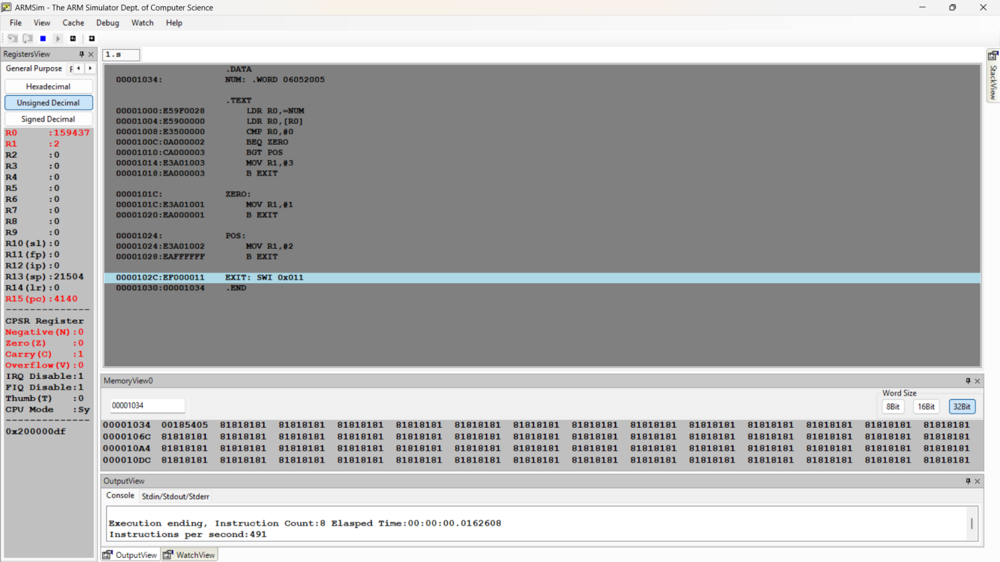 ARMSim - The ARM Simulator Dept. of Computer Science
File View Cache Debug Watch Help
RegistersView
General Purpose
Hexadecimal
Unsigned Decimal
Signed Decimal
R0 :159437
R1 :2
R2 :0
R3 :0
R4 :0
R5 :0
R6 :0
R7 :0
R8 :0
R9 :0
R10(sl):0
R11(fp):0
R12(ip):0
R13(sp):21504
R14(lr):0
R15(pc):4140
--------------
CPSR Register
Negative(N):0
Zero(Z) :0
Carry(C) :1
Overflow(V):0
IRQ Disable:1
FIQ Disable:1
Thumb(T) :0
CPU Mode :Sy
--------------
0x200000df
1.s
.DATA
00001034: NUM: .WORD 06052005
.TEXT
00001000:E59F0028 LDR R0,=NUM
00001004:E5900000 LDR R0,[R0]
00001008:E3500000 CMP R0,#0
0000100C:0A000002 BEQ ZERO
00001010:CA000003 BGT POS
00001014:E3A01003 MOV R1,#3
00001018:EA000003 B EXIT
0000101C: ZERO:
0000101C:E3A01001 MOV R1,#1
00001020:EA000001 B EXIT
00001024: POS:
00001024:E3A01002 MOV R1,#2
00001028:EAFFFFFF B EXIT
0000102C:EF000011 EXIT: SWI 0x011
00001030:00001034 .END
StackView
MemoryView0
00001034
Word Size
8Bit 16Bit 32Bit
00001034 00185405 81818181 81818181 81818181 81818181 81818181 81818181 81818181 81818181 81818181 81818181 81818181 81818181 81818181
0000106C 81818181 81818181 81818181 81818181 81818181 81818181 81818181 81818181 81818181 81818181 81818181 81818181 81818181 81818181
000010A4 81818181 81818181 81818181 81818181 81818181 81818181 81818181 81818181 81818181 81818181 81818181 81818181 81818181 81818181
000010DC 81818181 81818181 81818181 81818181 81818181 81818181 81818181 81818181 81818181 81818181 81818181 81818181 81818181 81818181
OutputView
Console Stdin/Stdout/Stderr
Execution ending, Instruction Count:8 Elasped Time:00:00:00.0162608
Instructions per second:491
OutputView WatchView